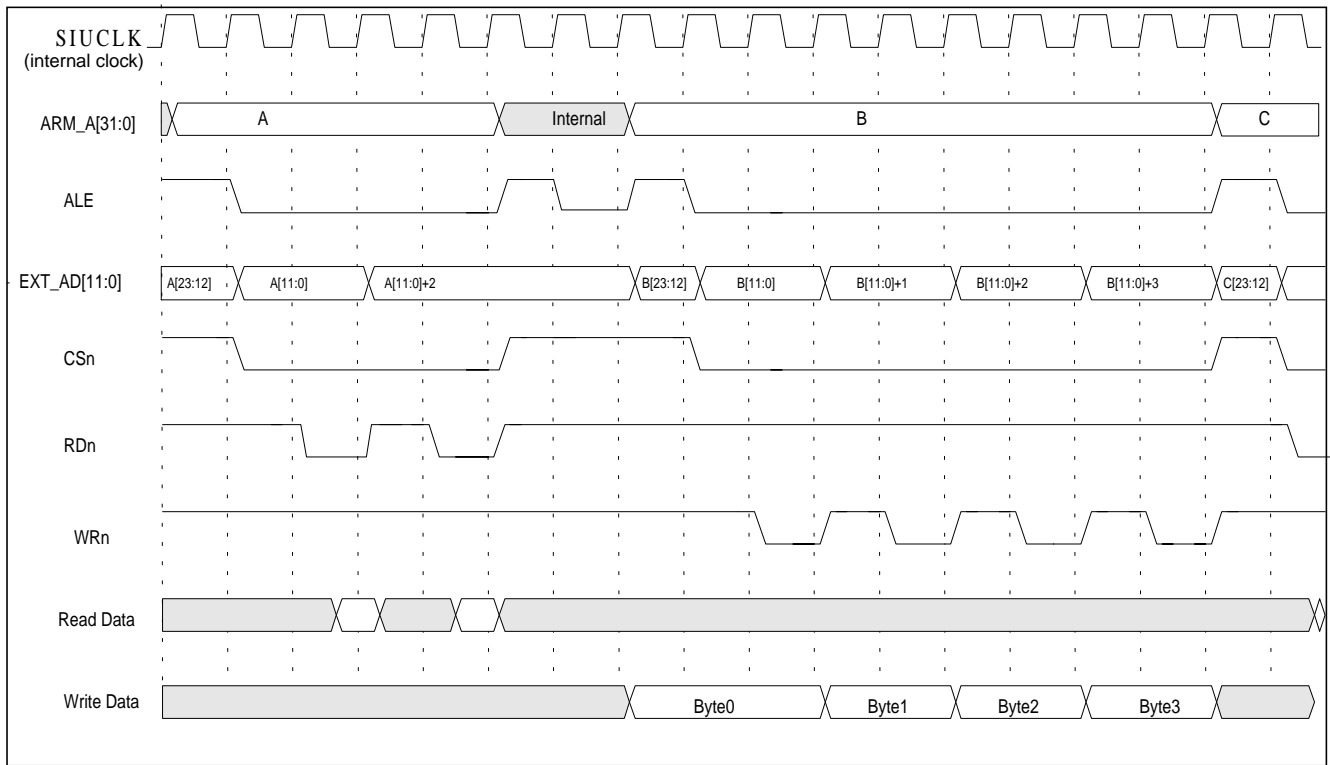 SIUCLK
(internal clock)
ARM_A[31:0]
A
Internal
B
C
ALE
EXT_AD[11:0]
A[23:12]
A[11:0]
A[11:0]+2
B[23:12]
B[11:0]
B[11:0]+1
B[11:0]+2
B[11:0]+3
C[23:12]
CSn
RDn
WRn
Read Data
Write Data
Byte0
Byte1
Byte2
Byte3